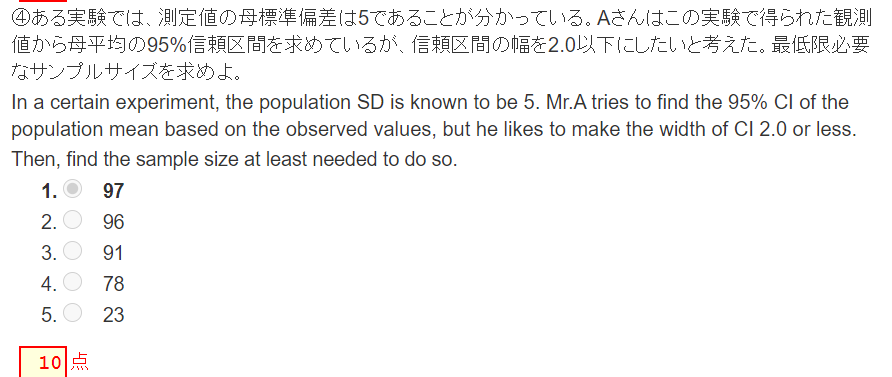 ④ある実験では、測定値の母標準偏差は5であることが分かっている。Aさんはこの実験で得られた観測
値から母平均の95%信頼区間を求めているが、信頼区間の幅を2.0以下にしたいと考えた。最低限必要
なサンプルサイズを求めよ。
In a certain experiment, the population SD is known to be 5. Mr.A tries to find the 95% CI of the
population mean based on the observed values, but he likes to make the width of CI 2.0 or less.
Then, find the sample size at least needed to do so.
1. 97
2. 96
3. 91
4. 78
5. 23
10 点